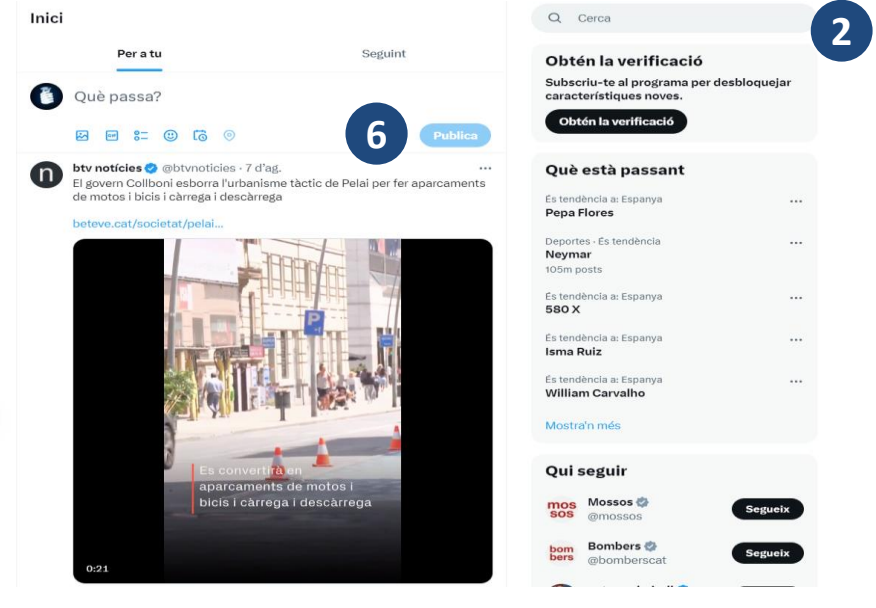 Inici
Per a tu
Seguint
Què passa?
GIF
6
Publica
n
btv notícies @btvnoticies · 7 d'ag.
El govern Collboni esborra l'urbanisme tàctic de Pelai per fer aparcaments
de motos i bicis i càrrega i descàrrega
beteve.cat/societat/pelai...
P
Es convertirà en
aparcaments de motos i
bicis i càrrega i descàrrega
0:21
Cerca
2
Obtén la verificació
Subscriu-te al programa per desbloquejar
característiques noves.
Obtén la verificació
Què està passant
És tendència a: Espanya
Pepa Flores
Deportes · És tendència
Neymar
105m posts
És tendència a: Espanya
580 X
És tendència a: Espanya
Isma Ruiz
És tendència a: Espanya
William Carvalho
Mostra'n més
Qui seguir
mos
sos
Mossos
@mossos
Segueix
bom
bers
Bombers
@bomberscat
Segueix